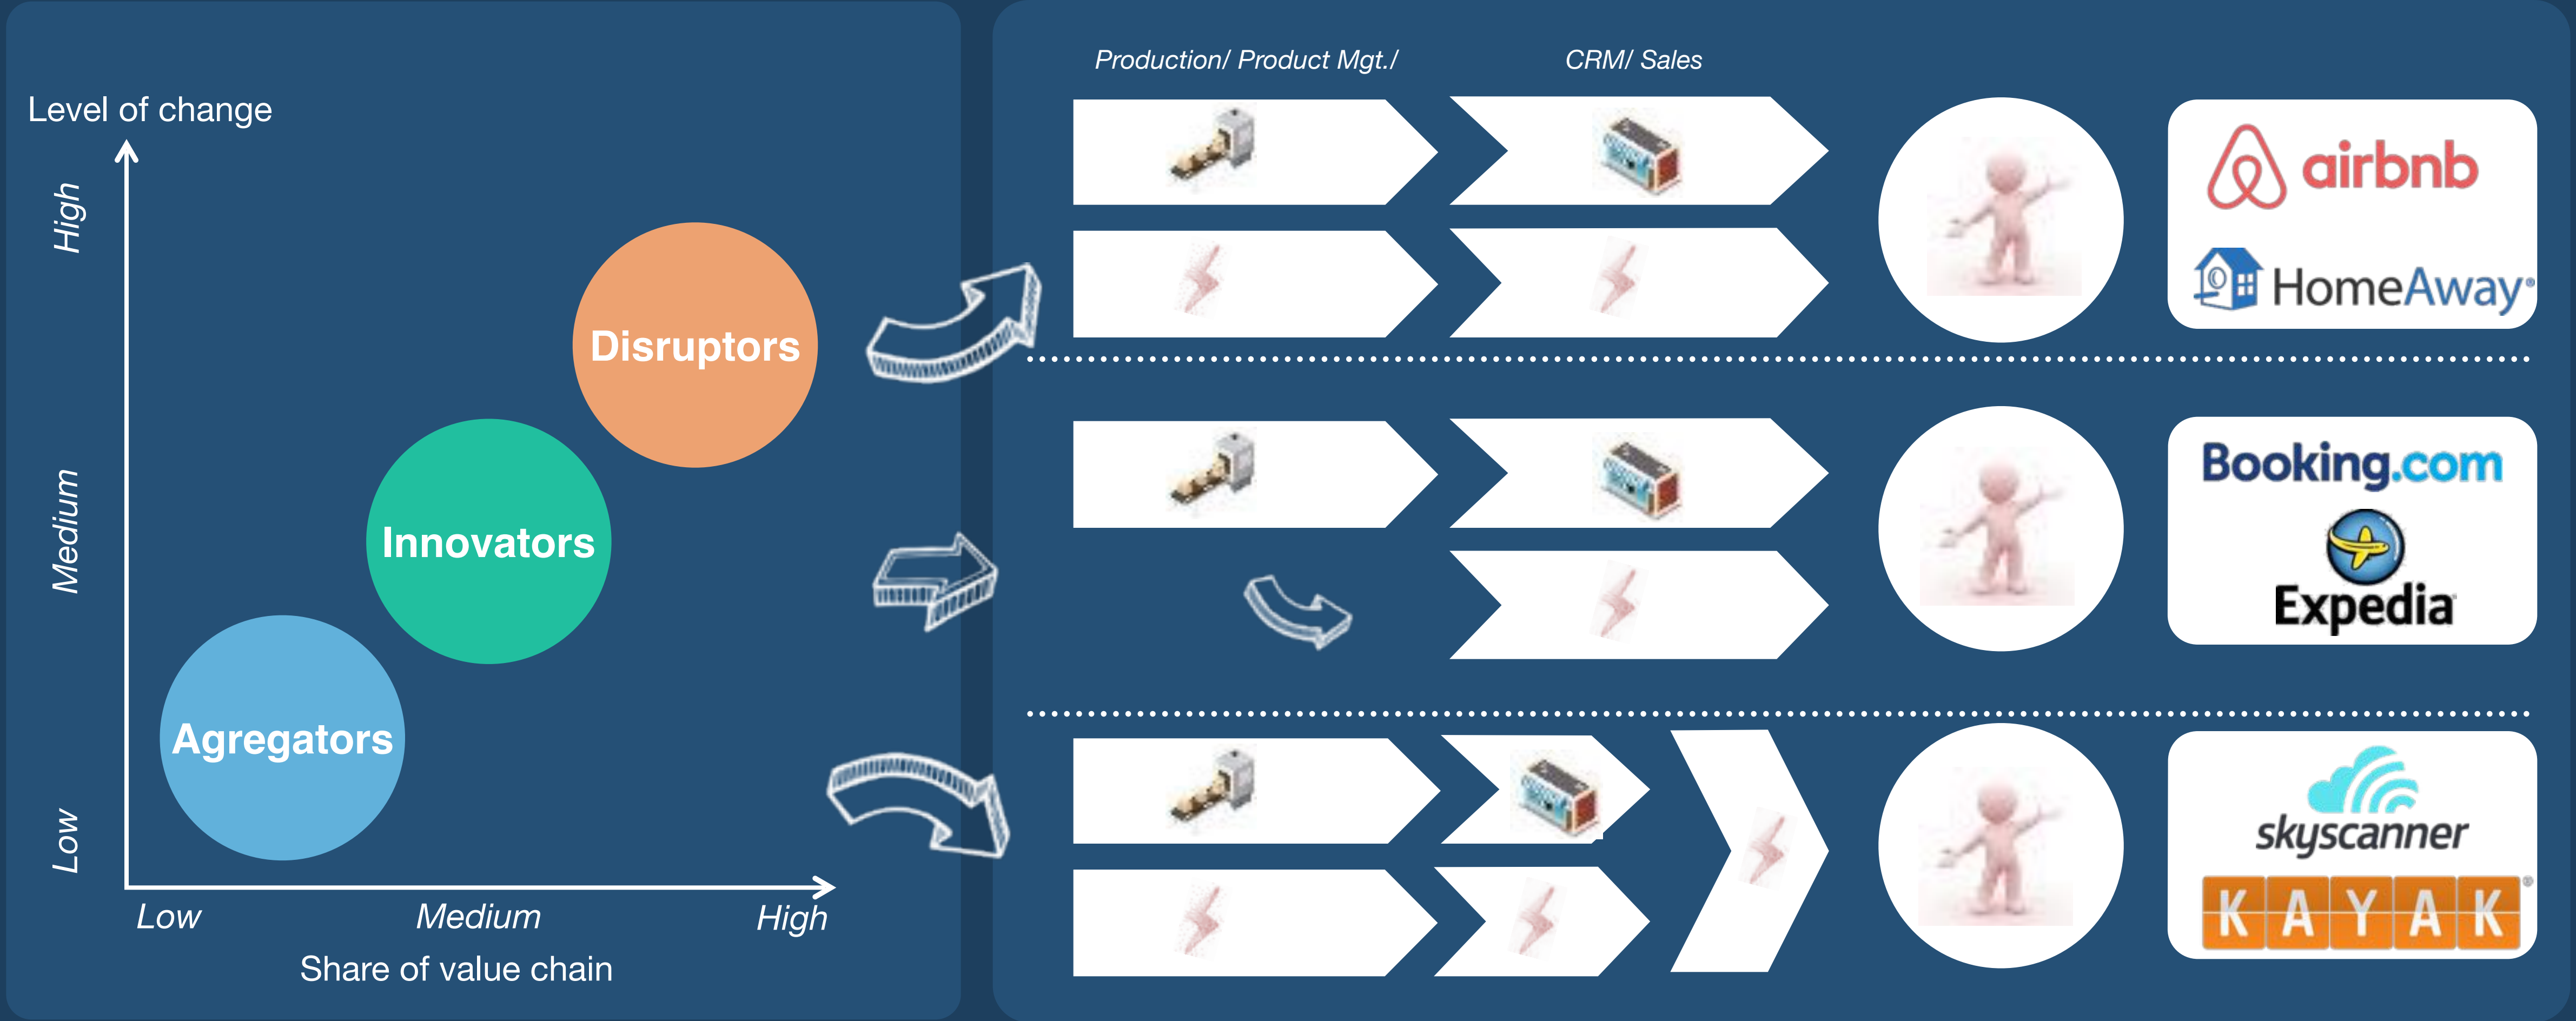 Level of change
High
Medium
Low
Disruptors
Innovators
Agregators
Low
Medium
High
Share of value chain
Production/ Product Mgt./
CRM/ Sales
airbnb
HomeAway®
Booking.com
Expedia
skyscanner
KAYAK®